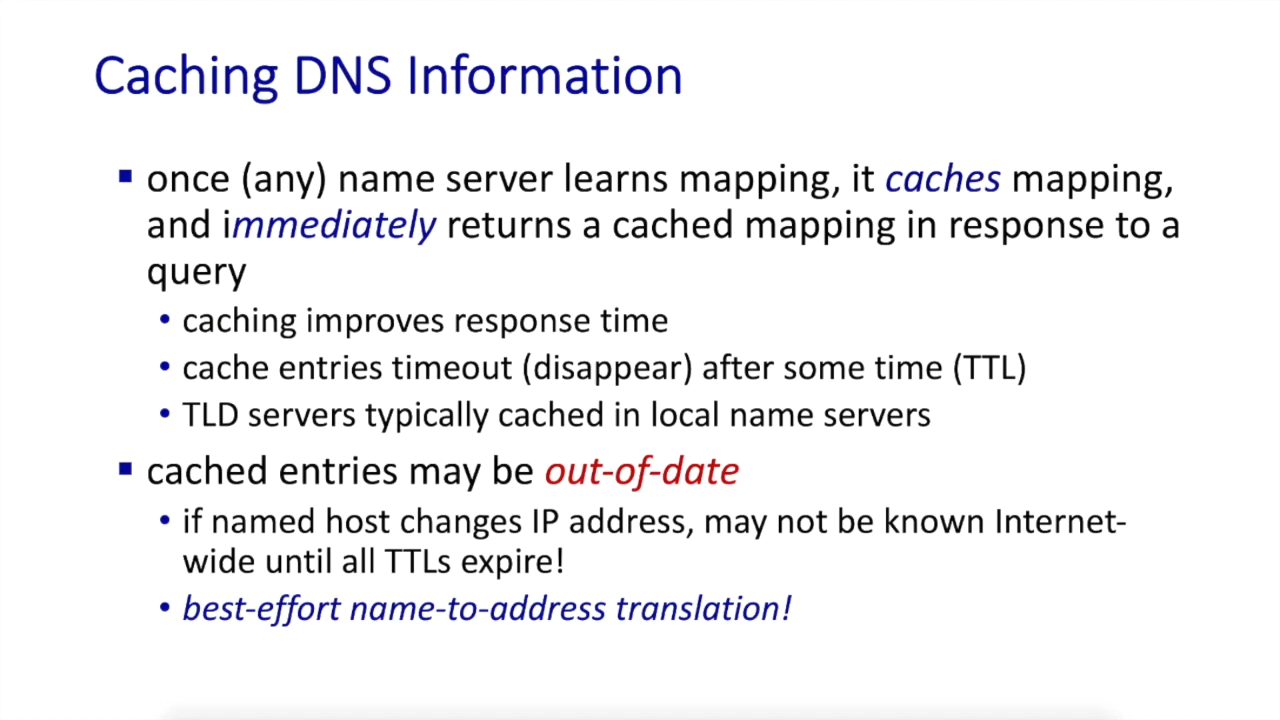 Caching DNS Information
▪ once (any) name server learns mapping, it caches mapping,
and immediately returns a cached mapping in response to a
query
• caching improves response time
• cache entries timeout (disappear) after some time (TTL)
• TLD servers typically cached in local name servers
▪ cached entries may be out-of-date
• if named host changes IP address, may not be known Internet-
wide until all TTLs expire!
• best-effort name-to-address translation!